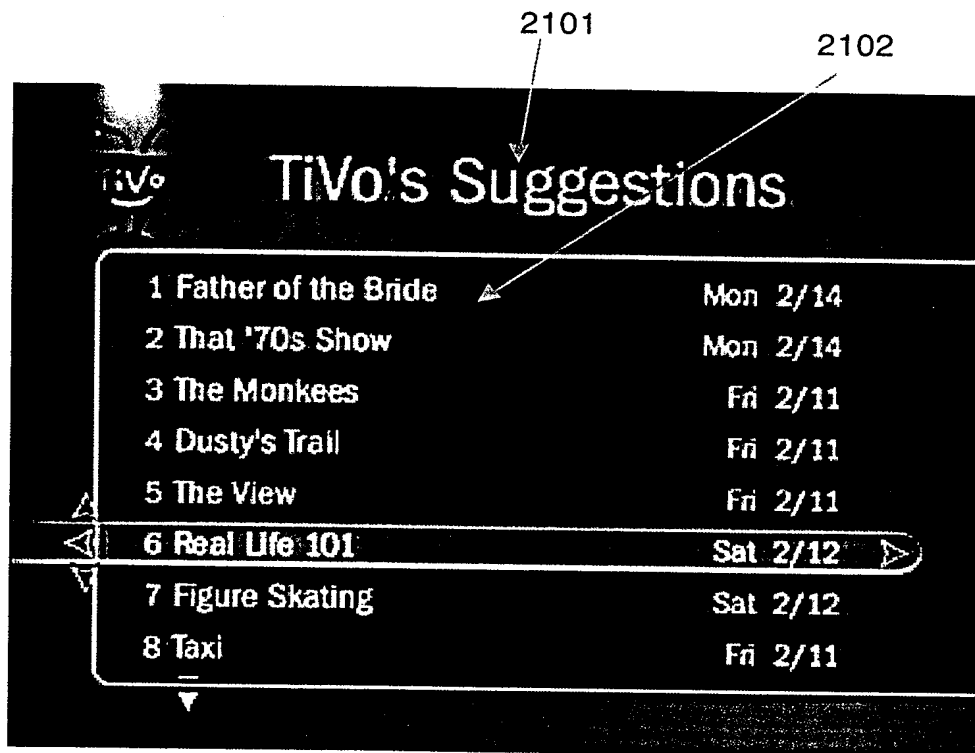 2101
2102
TiVo
TiVo's Suggestions
1 Father of the Bride Mon 2/14
2 That '70s Show Mon 2/14
3 The Monkees Fri 2/11
4 Dusty's Trail Fri 2/11
5 The View Fri 2/11
6 Real Life 101 Sat 2/12
7 Figure Skating Sat 2/12
8 Taxi Fri 2/11